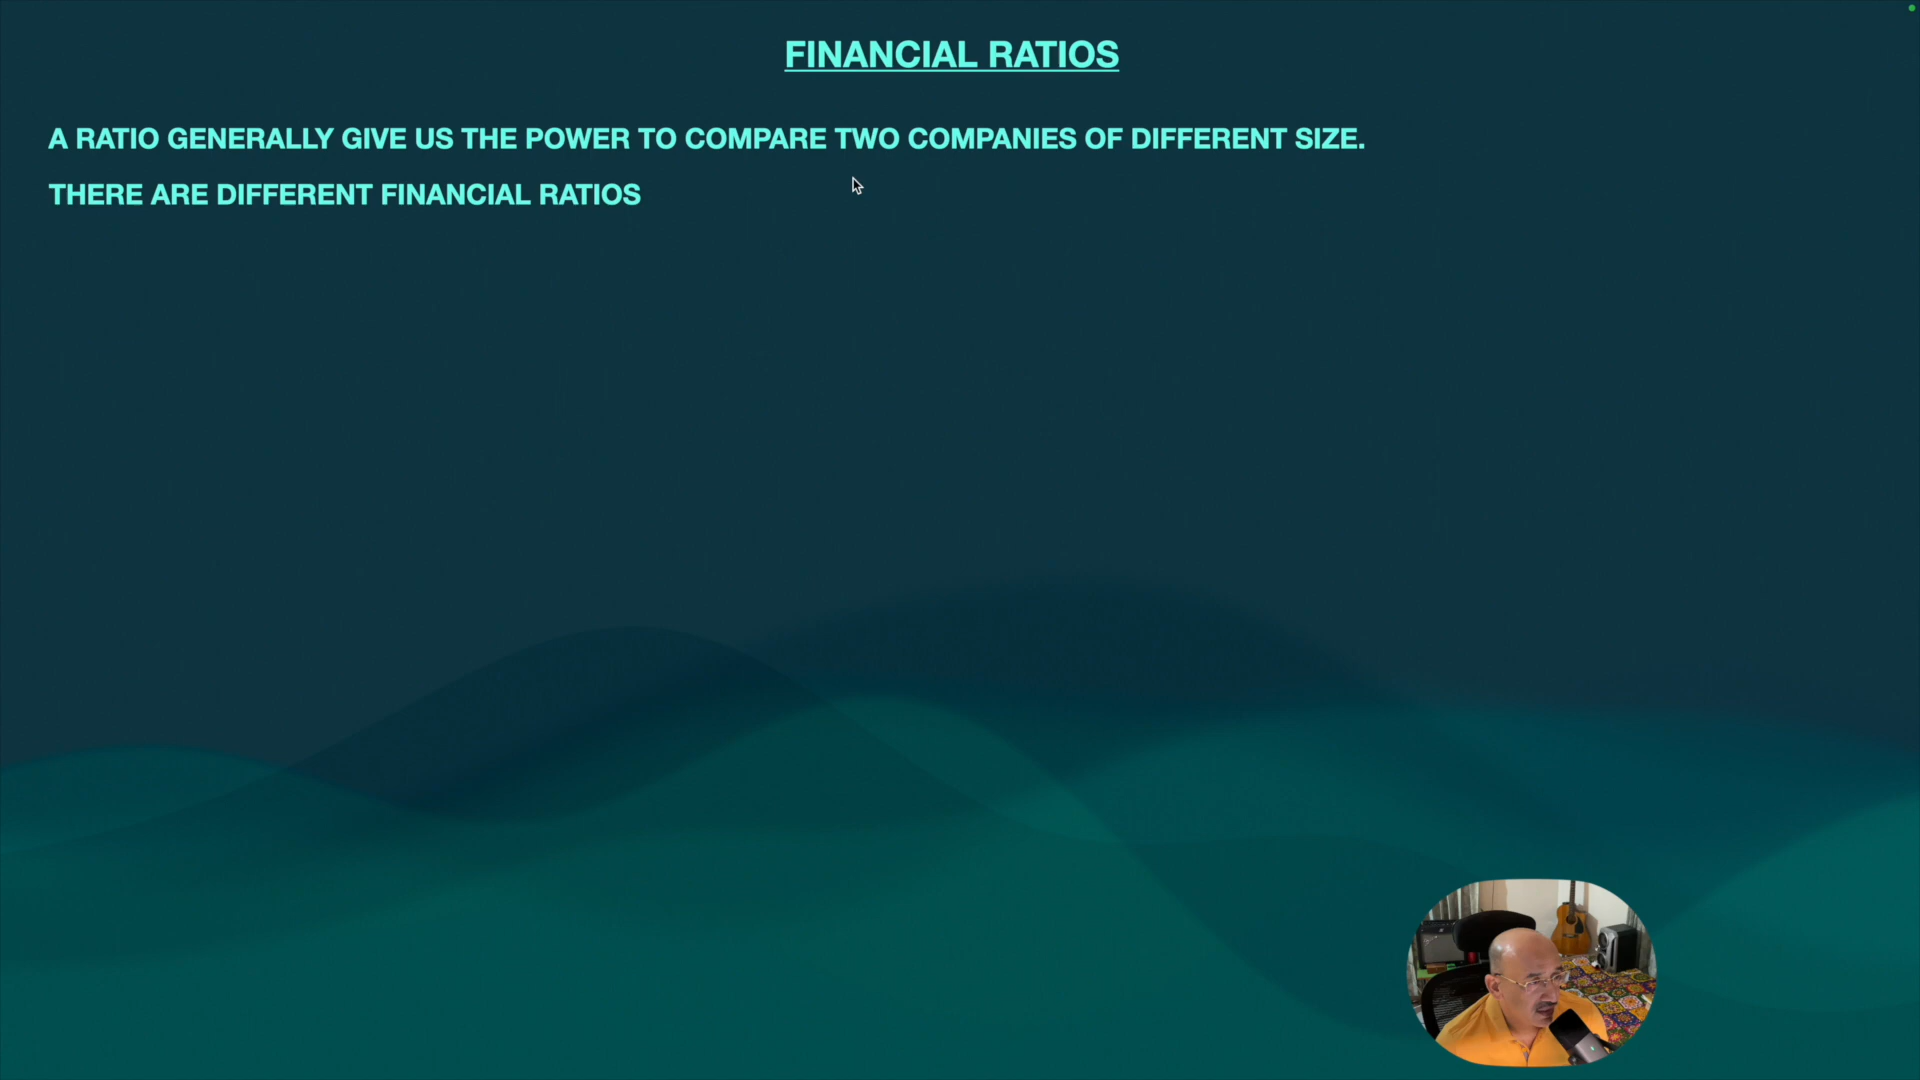 FINANCIAL RATIOS
A RATIO GENERALLY GIVE US THE POWER TO COMPARE TWO COMPANIES OF DIFFERENT SIZE.
THERE ARE DIFFERENT FINANCIAL RATIOS